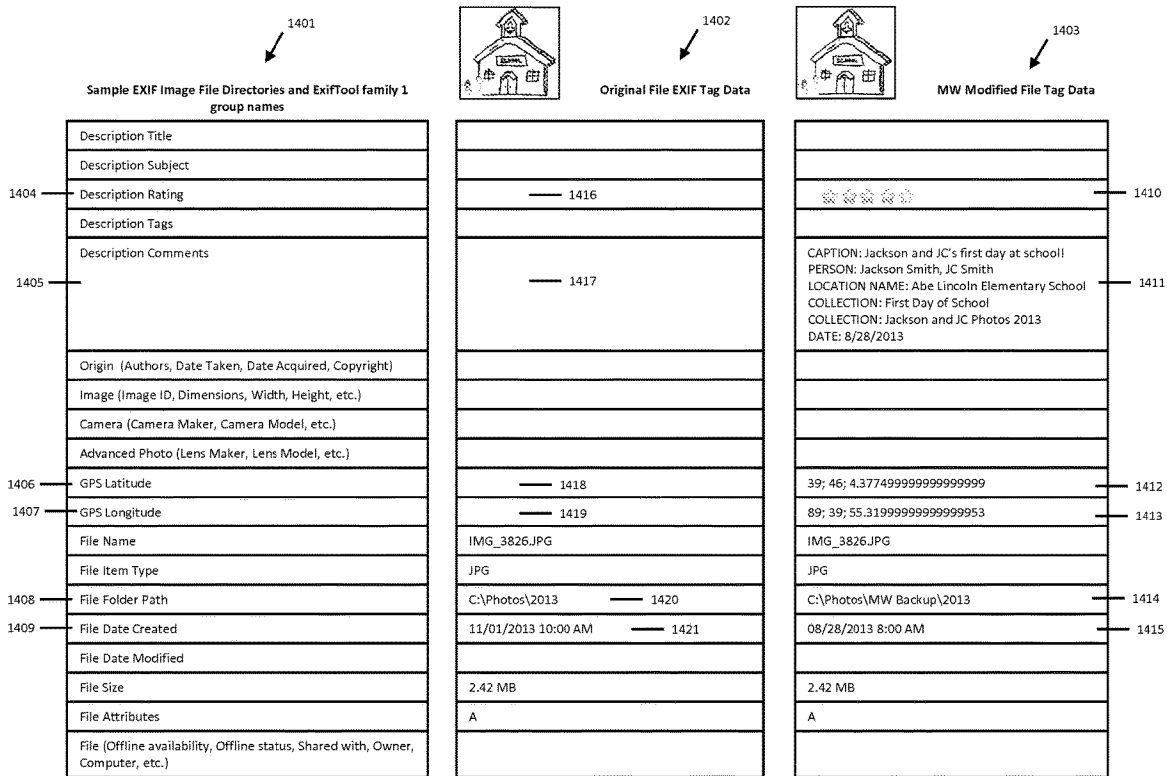 1401
1402
1403
SCHOOL
Sample EXIF Image File Directories and ExifTool family 1
group names
Original File EXIF Tag Data
MW Modified File Tag Data
Description Title
Description Subject
1404 Description Rating 1416 1410
Description Tags
Description Comments
1405
1417
CAPTION: Jackson and JC's first day at school!
PERSON: Jackson Smith, JC Smith
LOCATION NAME: Abe Lincoln Elementary School 1411
COLLECTION: First Day of School
COLLECTION: Jackson and JC Photos 2013
DATE: 8/28/2013
Origin (Authors, Date Taken, Date Acquired, Copyright)
Image (Image ID, Dimensions, Width, Height, etc.)
Camera (Camera Maker, Camera Model, etc.)
Advanced Photo (Lens Maker, Lens Model, etc.)
1406 GPS Latitude 1418 39; 46; 4.377499999999999999 1412
1407 GPS Longitude 1419 89; 39; 55.31999999999999953 1413
File Name IMG_3826.JPG IMG_3826.JPG
File Item Type JPG JPG
1408 File Folder Path C:\Photos\2013 1420 C:\Photos\MW Backup\2013 1414
1409 File Date Created 11/01/2013 10:00 AM 1421 08/28/2013 8:00 AM 1415
File Date Modified
File Size 2.42 MB 2.42 MB
File Attributes A A
File (Offline availability, Offline status, Shared with, Owner,
Computer, etc.)